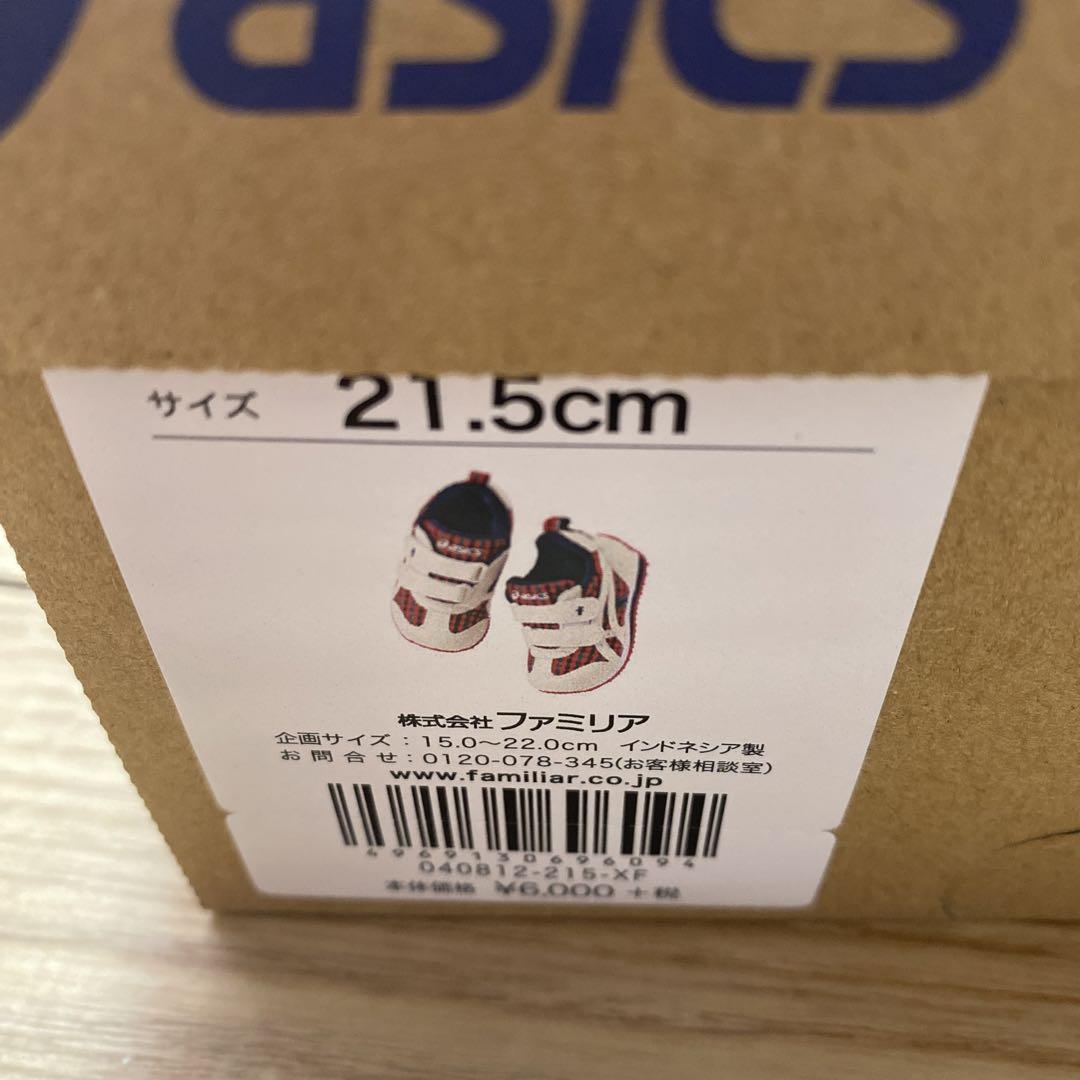 asics
サイズ 21.5cm
asics
asics
株式会社ファミリア
企画サイズ：15.0〜22.0cm インドネシア製
お問合せ：0120-078-345(お客様相談室)
www.familiar.co.jp
4969130696094
040812-215-XF
本体価格 ¥6,000 +税